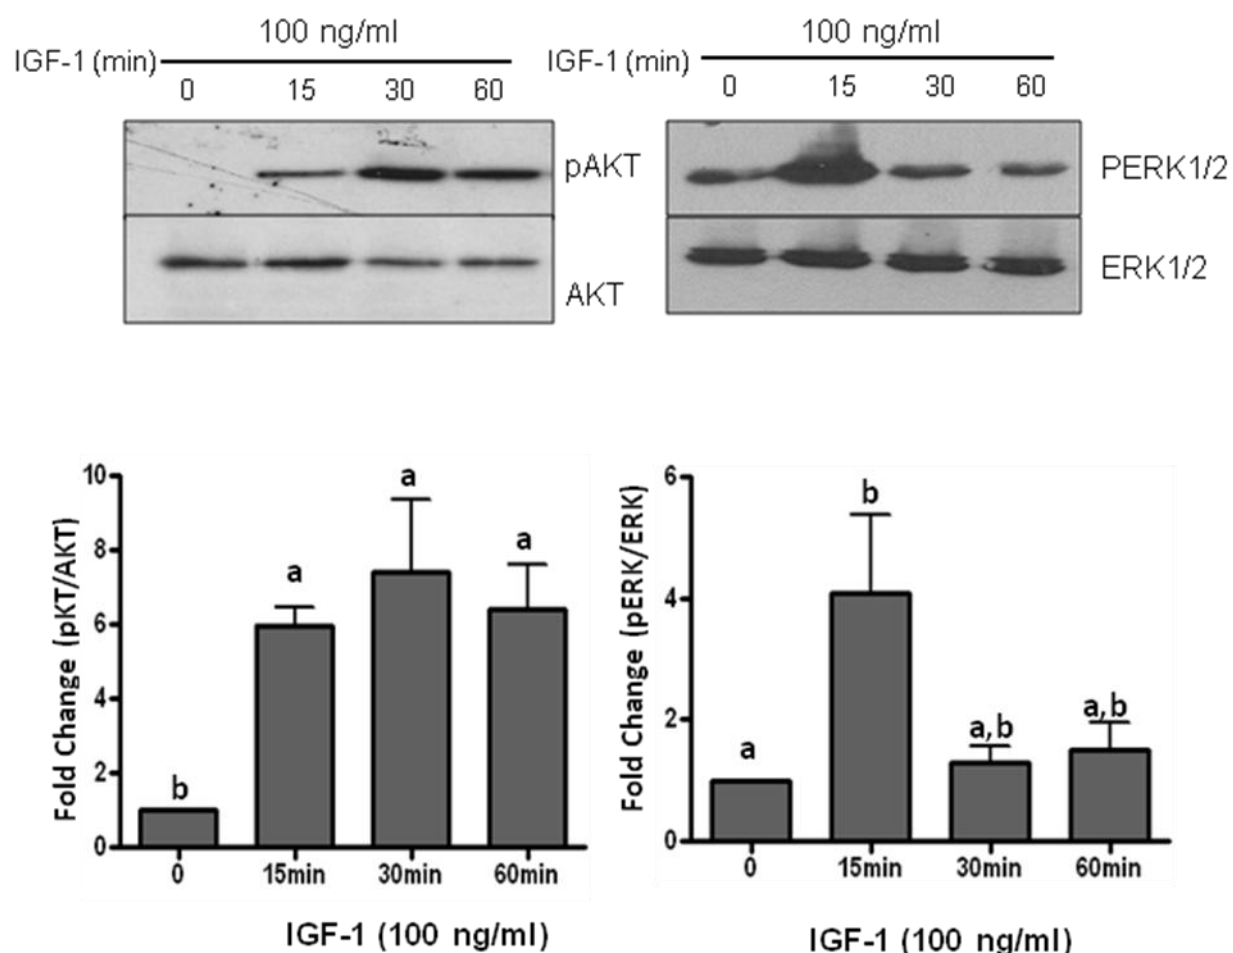 100 ng/ml
IGF-1 (min)
0 15 30 60
pAKT
AKT
100 ng/ml
IGF-1 (min)
0 15 30 60
PERK1/2
ERK1/2
Fold Change (pKT/AKT)
10
8
6
4
2
0
b
a
a
a
0 15min 30min 60min
IGF-1 (100 ng/ml)
Fold Change (pERK/ERK)
6
4
2
0
a
b
a,b
a,b
0 15min 30min 60min
IGF-1 (100 ng/ml)